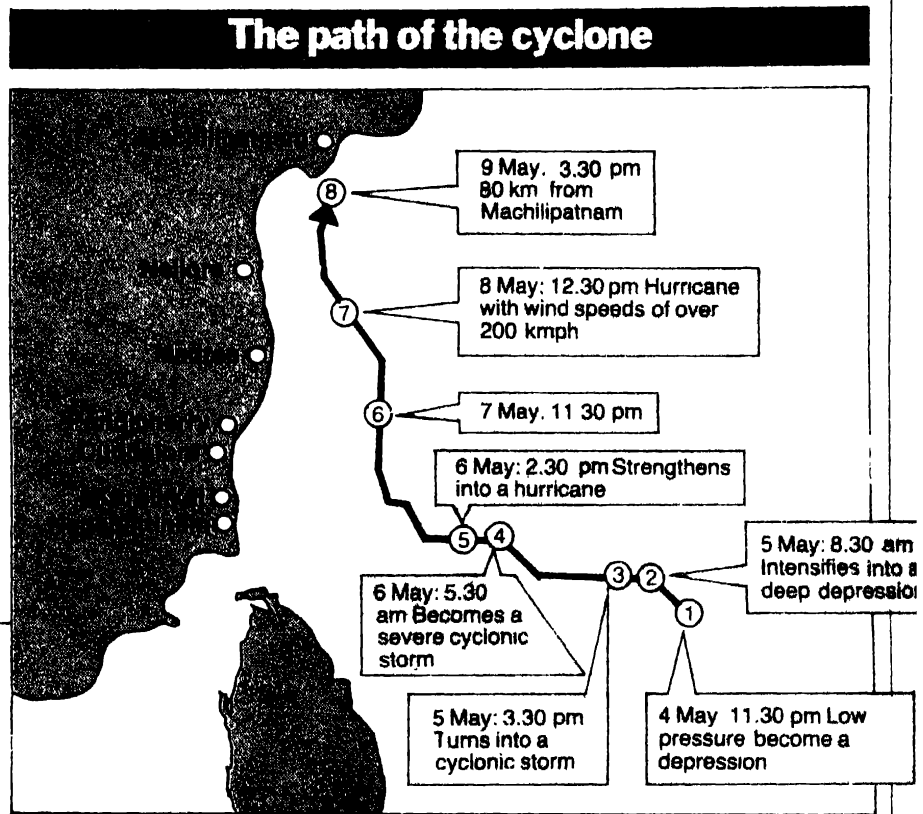 The path of the cyclone
9 May. 3.30 pm
80 km from
Machilipatnam
8
8 May: 12.30 pm Hurricane
with wind speeds of over
200 kmph
7
7 May. 11 30 pm
6
6 May: 2.30 pm Strengthens
into a hurricane
5
4
5 May: 8.30 am
Intensifies into a
deep depression
3
2
1
6 May: 5.30
am Becomes a
severe cyclonic
storm
5 May: 3.30 pm
Turns into a
cyclonic storm
4 May 11.30 pm Low
pressure become a
depression